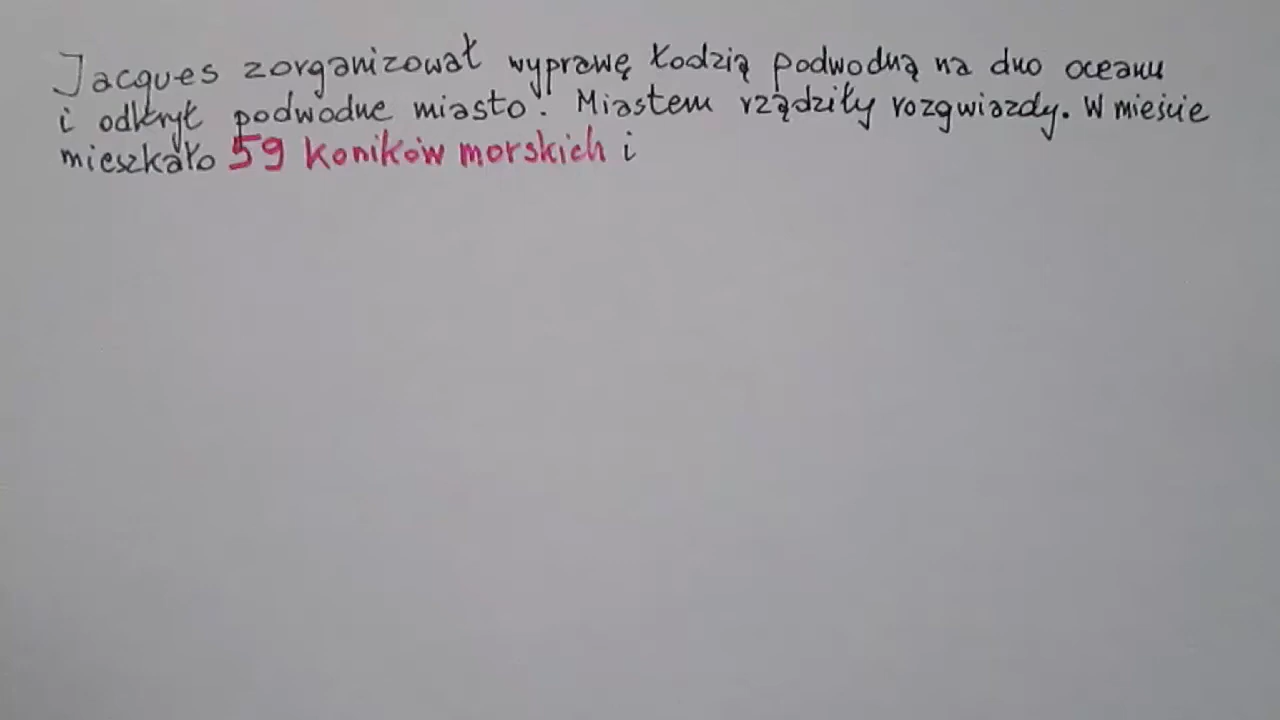 Jacques zorganizował wyprawę łodzią podwodną na dno oceanu
i odkrył podwodne miasto! Miastem rządziły rozgwiazdy. W mieście
mieszkało 59 koników morskich i